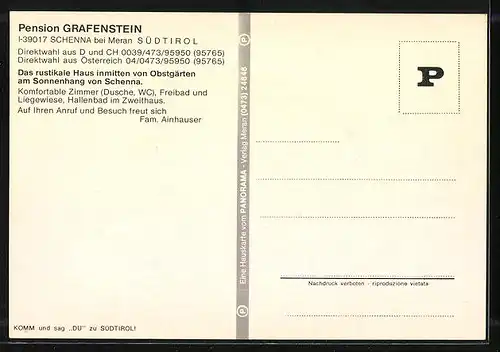 Pension GRAFENSTEIN
I-39017 SCHENNA bei Meran SÜDTIROL
Direktwahl aus D und CH 0039/473/95950 (95765)
Direktwahl aus Österreich 04/0473/95950 (95765)
Das rustikale Haus inmitten von Obstgärten
am Sonnenhang von Schenna.
Komfortable Zimmer (Dusche, WC), Freibad und
Liegewiese, Hallenbad im Zweithaus.
Auf Ihren Anruf und Besuch freut sich
Fam. Ainhauser
KOMM und sag „DU" zu SÜDTIROL!
P Eine Hauskarte vom PANORAMA - Verlag Meran (0473) 24846 P
P
Nachdruck verboten - riproduzione vietata